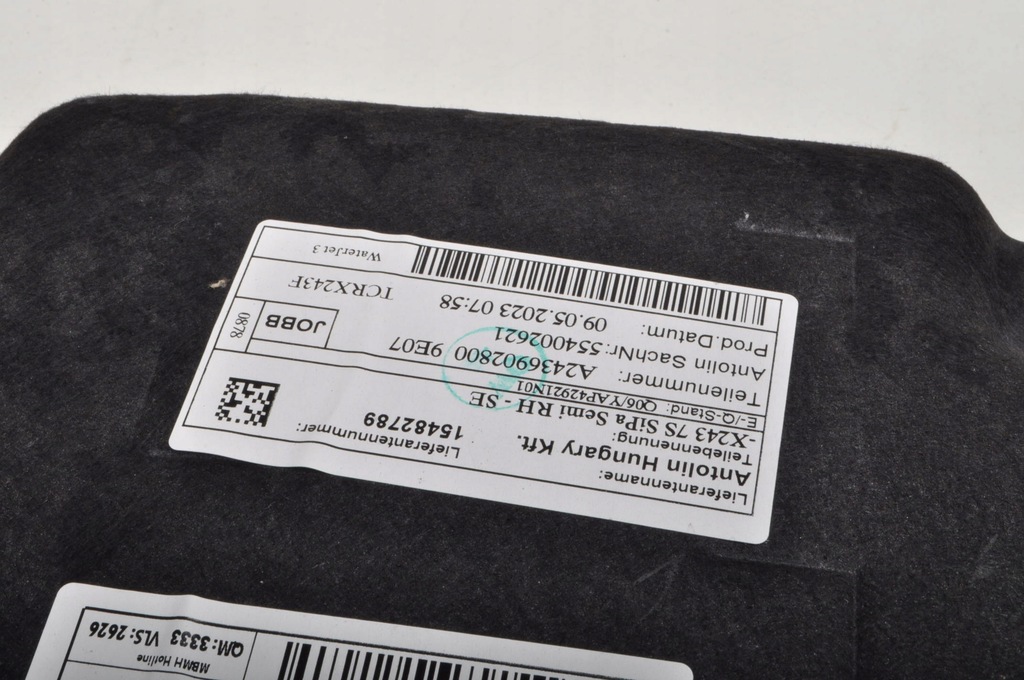 Lieferantenname:
Antolin Hungary Kft.
Lieferantennummer:
15482789
Teilebennenung:
-X243 7S SiPa Semi RH - SE
E-/Q-Stand: Q06/YAP42921N01
Teilenummer: A2436902800 9E07
Antolin SachNr: 554002621
Prod.Datum: 09.05.2023 07:58
JOBB
0878
TCRX243F
WaterJet 3
MBMH Hotline
QM: 3333 VLS: 2626